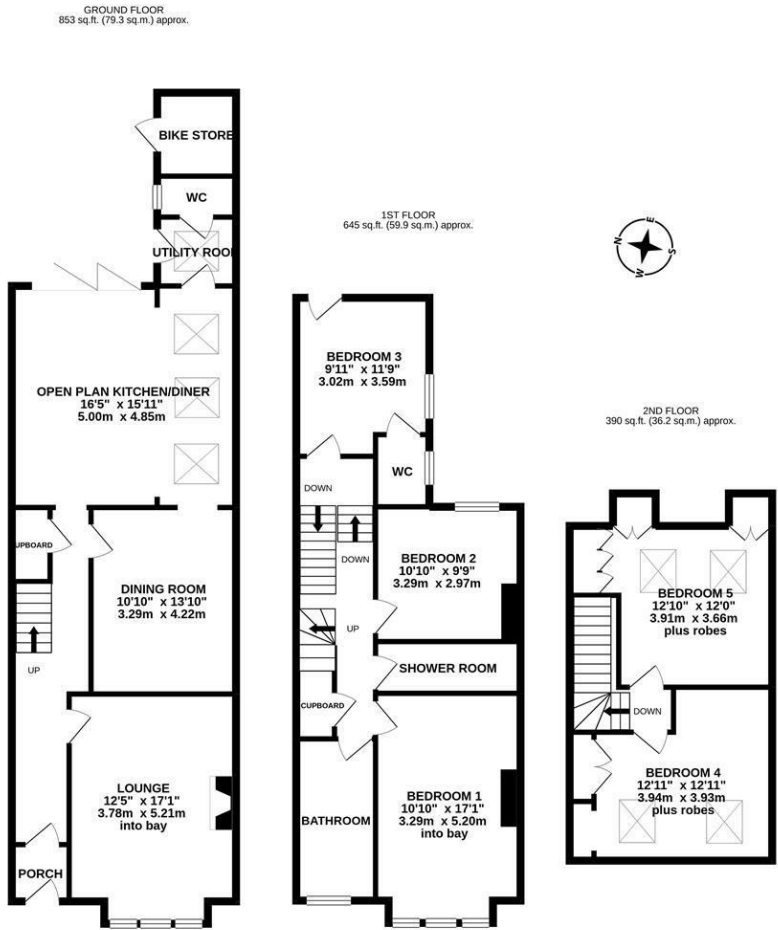 GROUND FLOOR
853 sq.ft. (79.3 sq.m.) approx.
BIKE STORE
WC
UTILITY ROOM
OPEN PLAN KITCHEN/DINER
16'5" x 15'11"
5.00m x 4.85m
UPBOARD
DINING ROOM
10'10" x 13'10"
3.29m x 4.22m
UP
LOUNGE
12'5" x 17'1"
3.78m x 5.21m
into bay
PORCH
1ST FLOOR
645 sq.ft. (59.9 sq.m.) approx.
BEDROOM 3
9'11" x 11'9"
3.02m x 3.59m
WC
DOWN
DOWN
BEDROOM 2
10'10" x 9'9"
3.29m x 2.97m
UP
SHOWER ROOM
CUPBOARD
BEDROOM 1
10'10" x 17'1"
3.29m x 5.20m
into bay
BATHROOM
N
E
S
W
2ND FLOOR
390 sq.ft. (36.2 sq.m.) approx.
BEDROOM 5
12'10" x 12'0"
3.91m x 3.66m
plus robes
DOWN
BEDROOM 4
12'11" x 12'11"
3.94m x 3.93m
plus robes